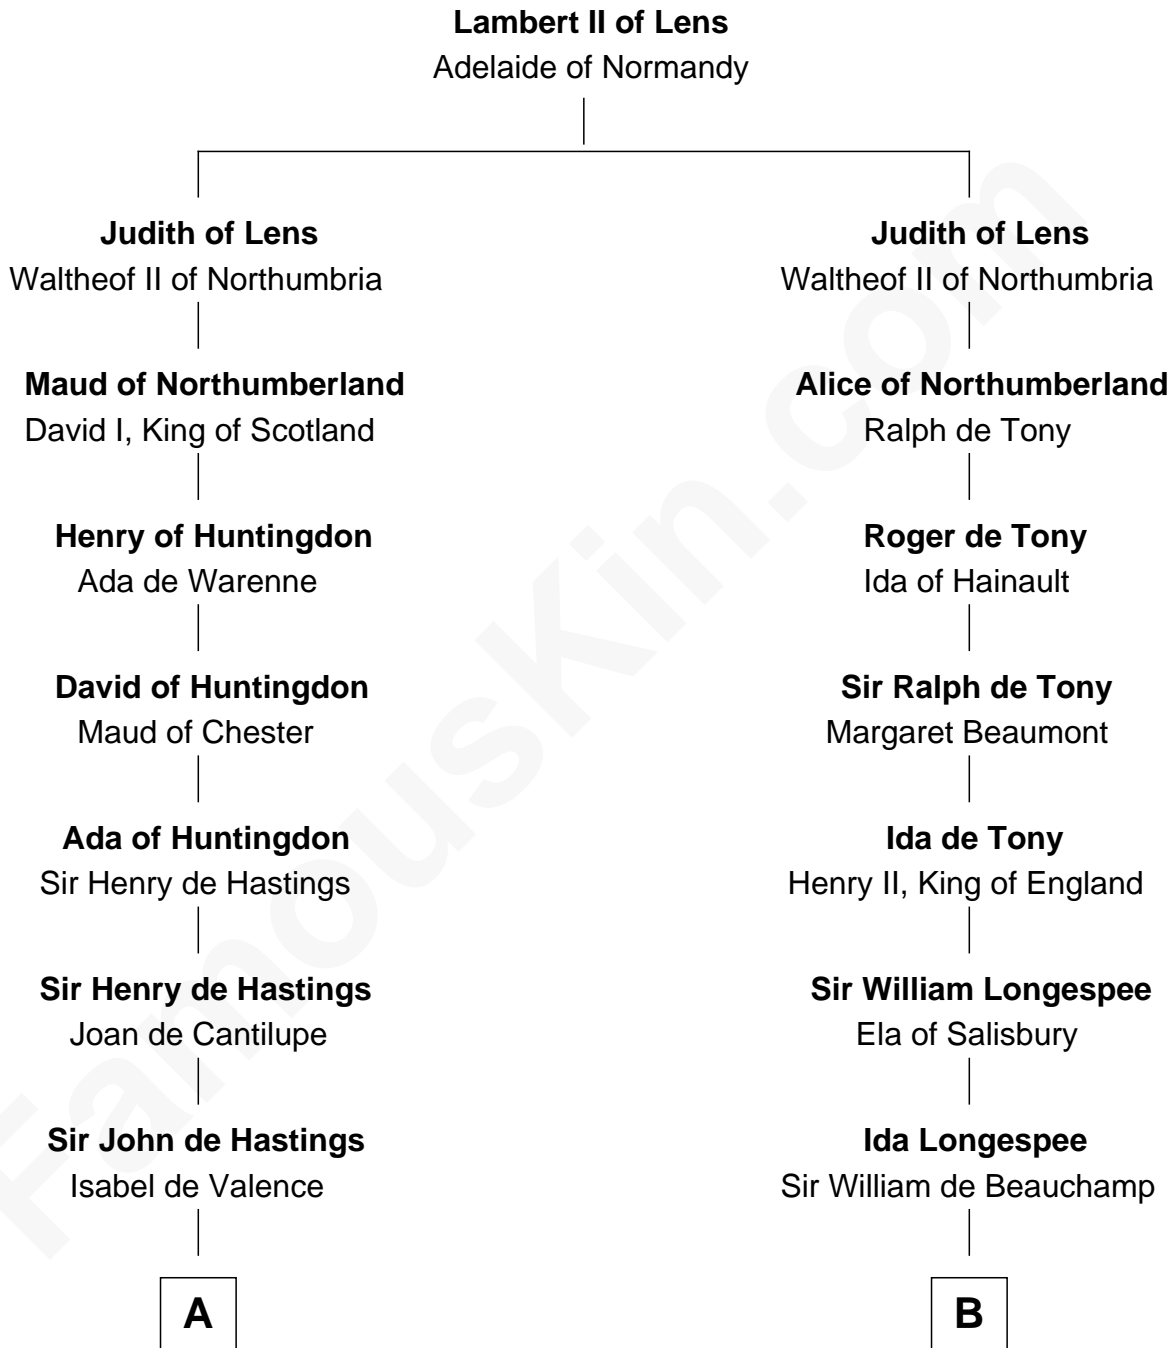 Lambert II of Lens
Adelaide of Normandy
Judith of Lens
Waltheof II of Northumbria
Maud of Northumberland
David I, King of Scotland
Henry of Huntingdon
Ada de Warenne
David of Huntingdon
Maud of Chester
Ada of Huntingdon
Sir Henry de Hastings
Sir Henry de Hastings
Joan de Cantilupe
Sir John de Hastings
Isabel de Valence
A
Judith of Lens
Waltheof II of Northumbria
Alice of Northumberland
Ralph de Tony
Roger de Tony
Ida of Hainault
Sir Ralph de Tony
Margaret Beaumont
Ida de Tony
Henry II, King of England
Sir William Longespee
Ela of Salisbury
Ida Longespee
Sir William de Beauchamp
B
FamousKin.com